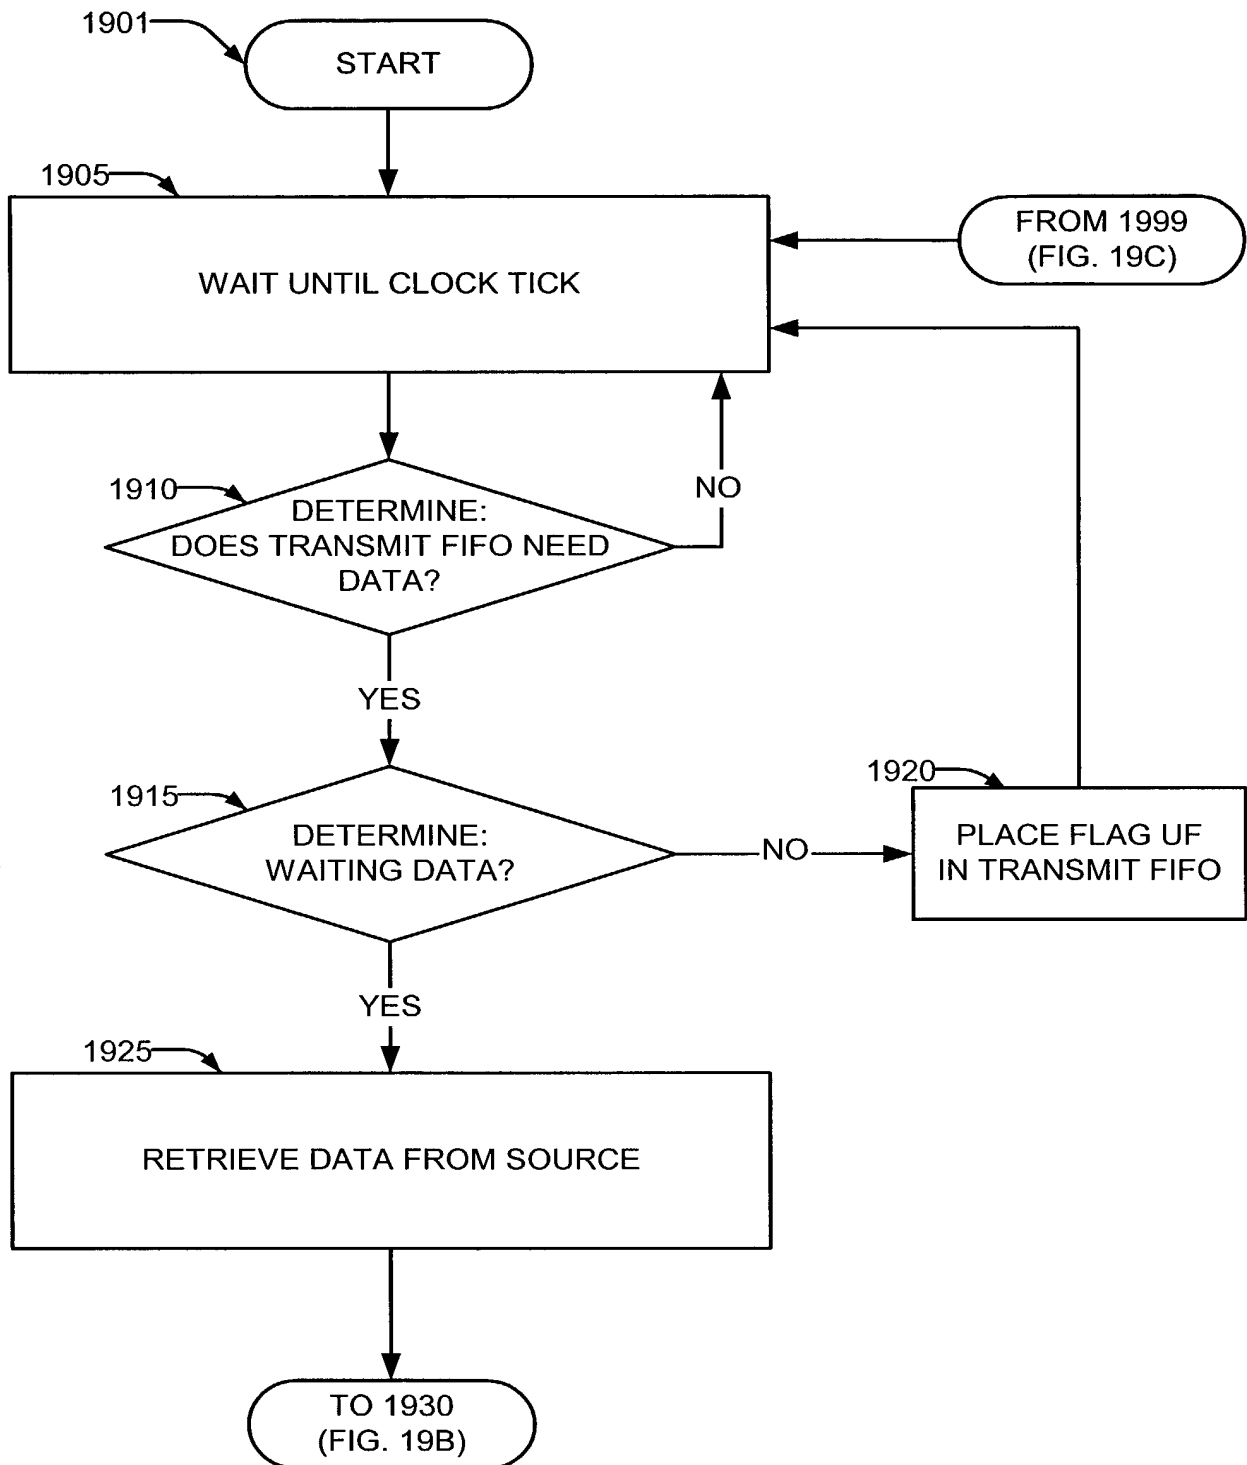 1901
START
1905
WAIT UNTIL CLOCK TICK
FROM 1999
(FIG. 19C)
1910
DETERMINE:
DOES TRANSMIT FIFO NEED
DATA?
NO
YES
1915
DETERMINE:
WAITING DATA?
NO
1920
PLACE FLAG UF
IN TRANSMIT FIFO
YES
1925
RETRIEVE DATA FROM SOURCE
TO 1930
(FIG. 19B)